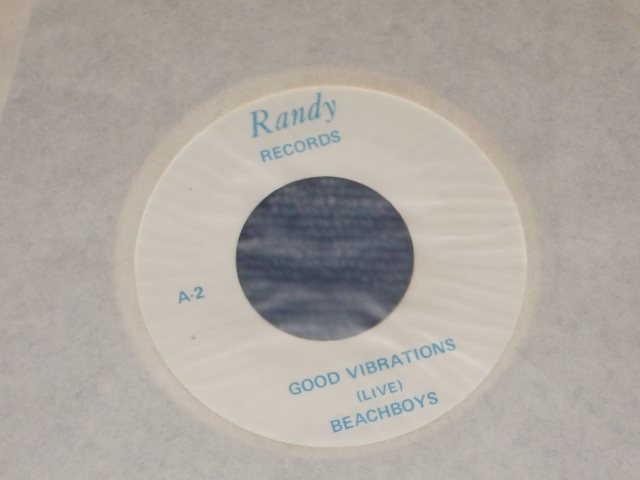 Randy
RECORDS
A-2
GOOD VIBRATIONS
(LIVE)
BEACHBOYS